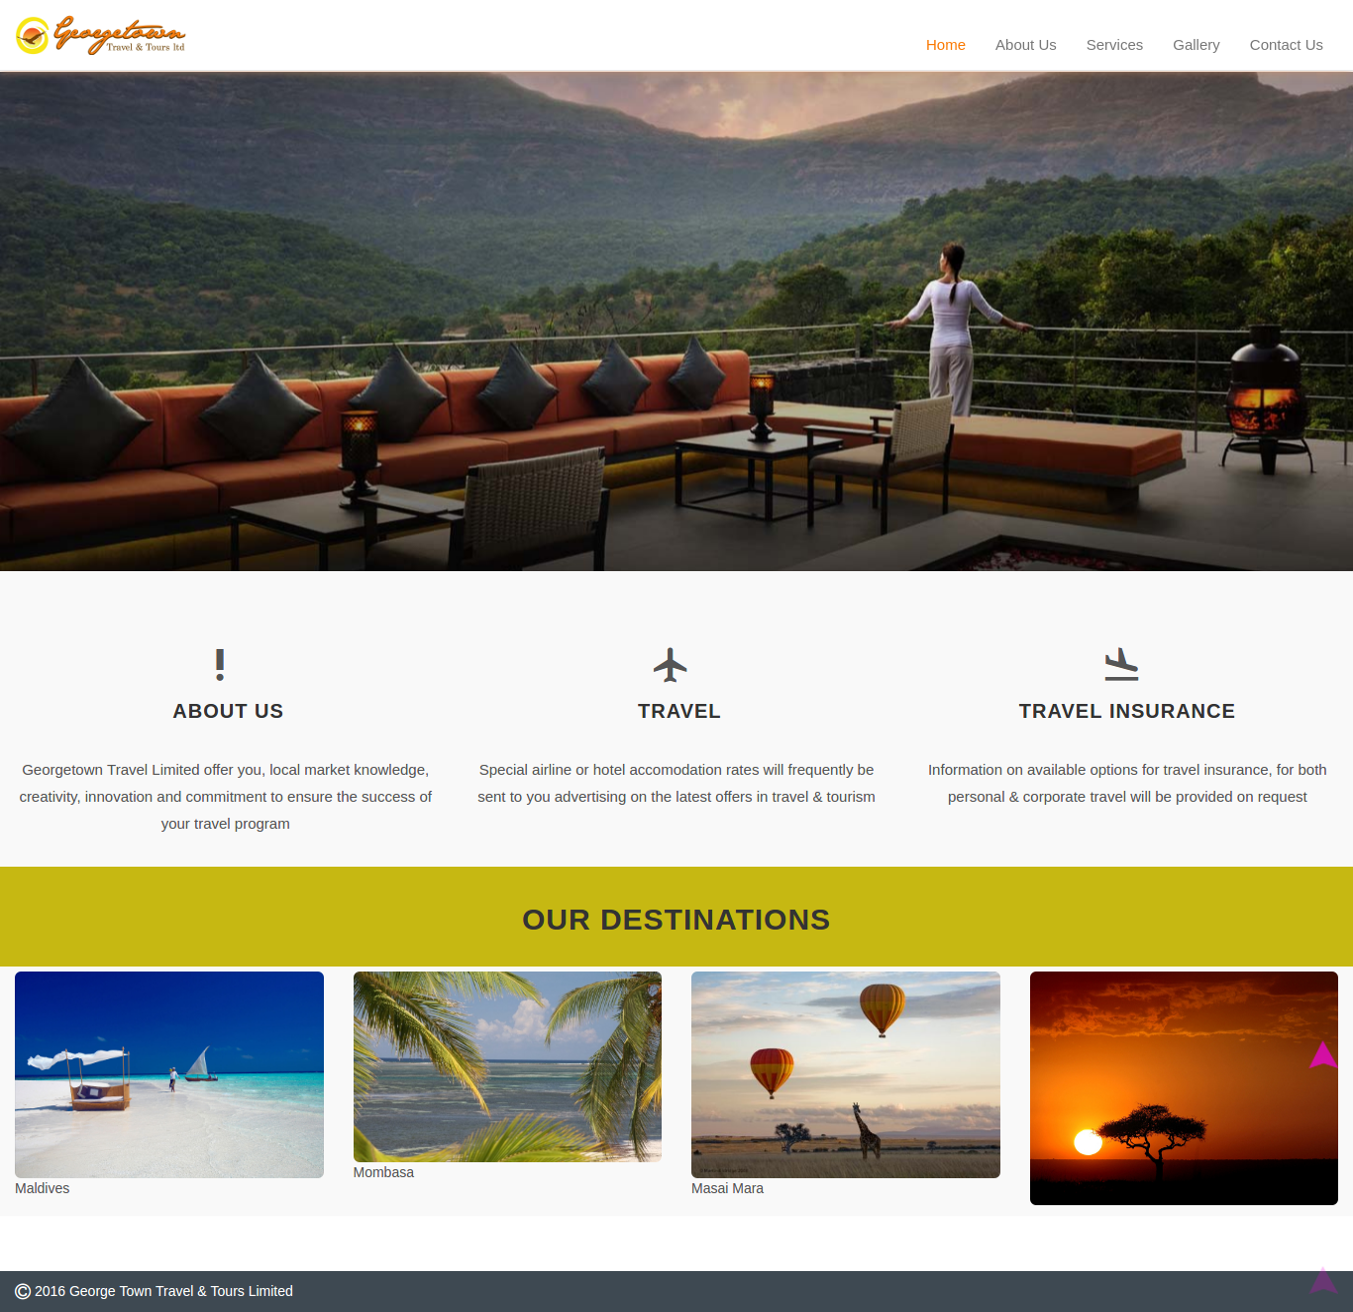 Georgetown
Travel & Tours ltd
Home About Us Services Gallery Contact Us
ABOUT US
Georgetown Travel Limited offer you, local market knowledge,
creativity, innovation and commitment to ensure the success of
your travel program
TRAVEL
Special airline or hotel accomodation rates will frequently be
sent to you advertising on the latest offers in travel & tourism
TRAVEL INSURANCE
Information on available options for travel insurance, for both
personal & corporate travel will be provided on request
OUR DESTINATIONS
Maldives
Mombasa
Masai Mara
© 2016 George Town Travel & Tours Limited